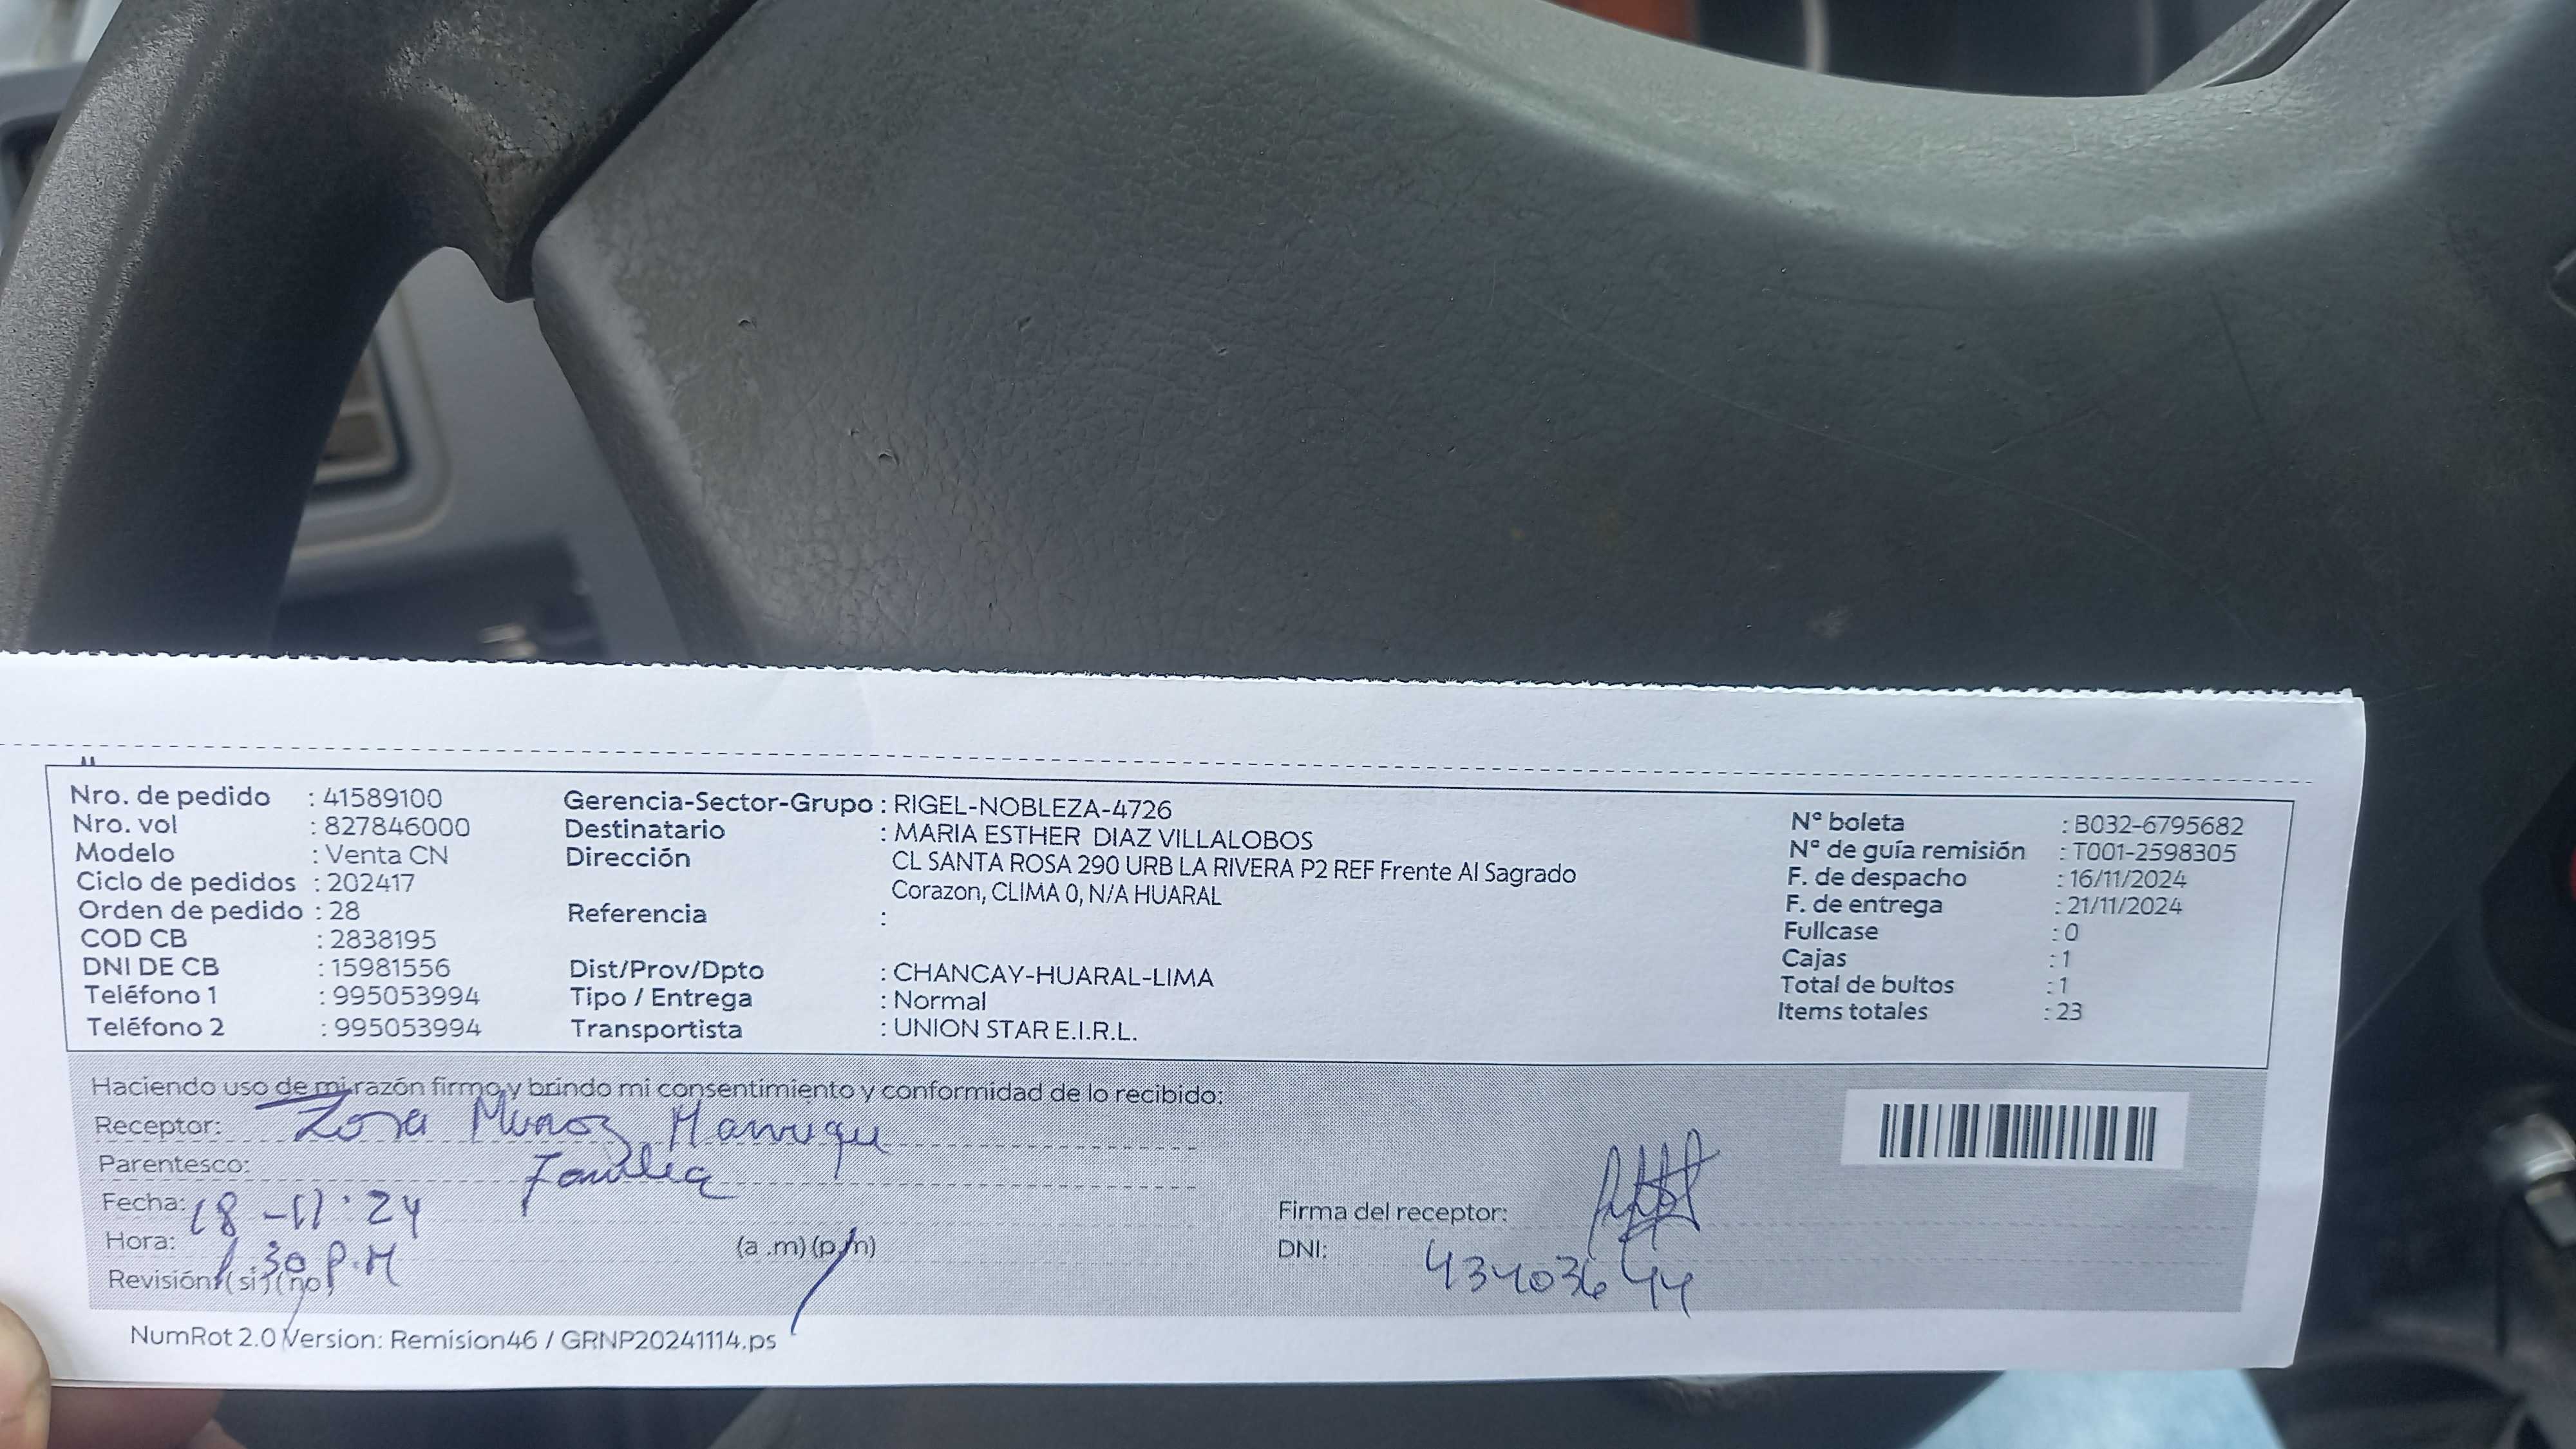 Nro. de pedido : 41589100
Nro. vol : 827846000
Modelo : Venta CN
Ciclo de pedidos : 202417
Orden de pedido : 28
COD CB : 2838195
DNI DE CB : 15981556
Teléfono 1 : 995053994
Teléfono 2 : 995053994
Gerencia-Sector-Grupo : RIGEL-NOBLEZA-4726
Destinatario : MARIA ESTHER DIAZ VILLALOBOS
Dirección CL SANTA ROSA 290 URB LA RIVERA P2 REF Frente Al Sagrado
Corazon, CLIMA 0, N/A HUARAL
Referencia :
Dist/Prov/Dpto : CHANCAY-HUARAL-LIMA
Tipo / Entrega : Normal
Transportista : UNION STAR E.I.R.L.
Nº boleta : B032-6795682
Nº de guía remisión : T001-2598305
F. de despacho : 16/11/2024
F. de entrega : 21/11/2024
Fullcase : 0
Cajas : 1
Total de bultos : 1
Items totales : 23
Haciendo uso de mi razón firmo y brindo mi consentimiento y conformidad de lo recibido:
Receptor: Munoz Manrique
Parentesco: Familia
Fecha: 18-11-24
Hora: 1:30 P.M (a .m) (p.m)
Revisión: (si) (no)
Firma del receptor:
DNI:
NumRot 2.0 Version: Remision46 / GRNP20241114.ps